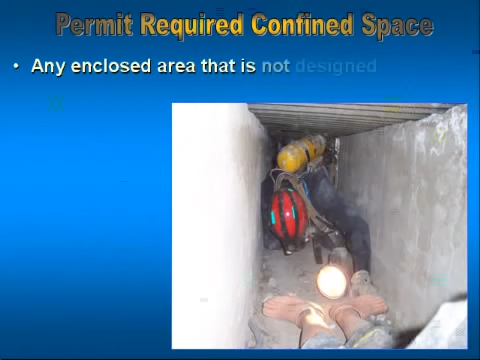 Permit Required Confined Space
• Any enclosed area that is not designed